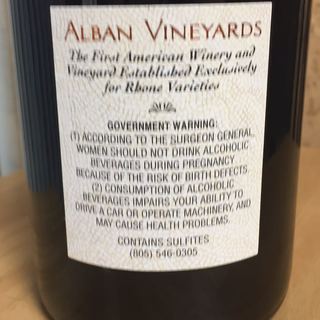 ALBAN VINEYARDS
The First American Winery and
Vineyard Established Exclusively
for Rhone Varieties
GOVERNMENT WARNING:
(1) ACCORDING TO THE SURGEON GENERAL,
WOMEN SHOULD NOT DRINK ALCOHOLIC
BEVERAGES DURING PREGNANCY
BECAUSE OF THE RISK OF BIRTH DEFECTS.
(2) CONSUMPTION OF ALCOHOLIC
BEVERAGES IMPAIRS YOUR ABILITY TO
DRIVE A CAR OR OPERATE MACHINERY, AND
MAY CAUSE HEALTH PROBLEMS.
CONTAINS SULFITES
(805) 546-0305